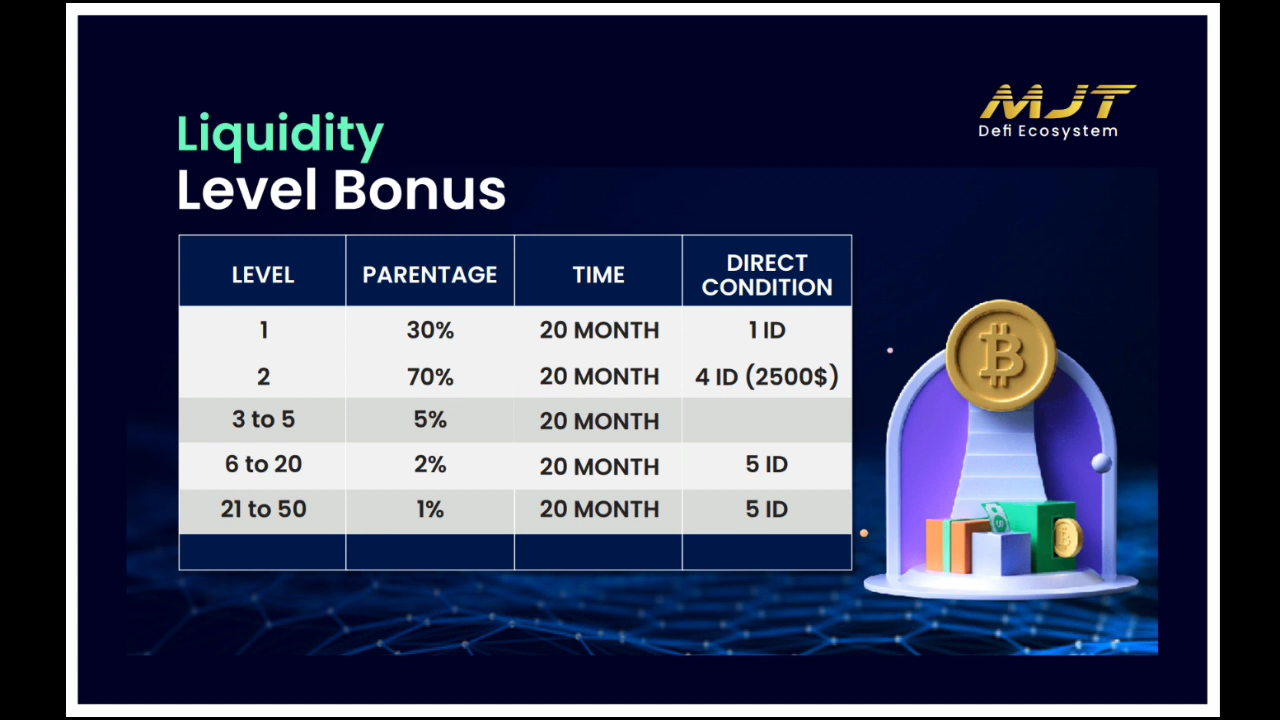 MJT
Defi Ecosystem
Liquidity
Level Bonus
LEVEL PARENTAGE TIME DIRECT CONDITION
1 30% 20 MONTH 1 ID
2 70% 20 MONTH 4 ID (2500$)
3 to 5 5% 20 MONTH
6 to 20 2% 20 MONTH 5 ID
21 to 50 1% 20 MONTH 5 ID